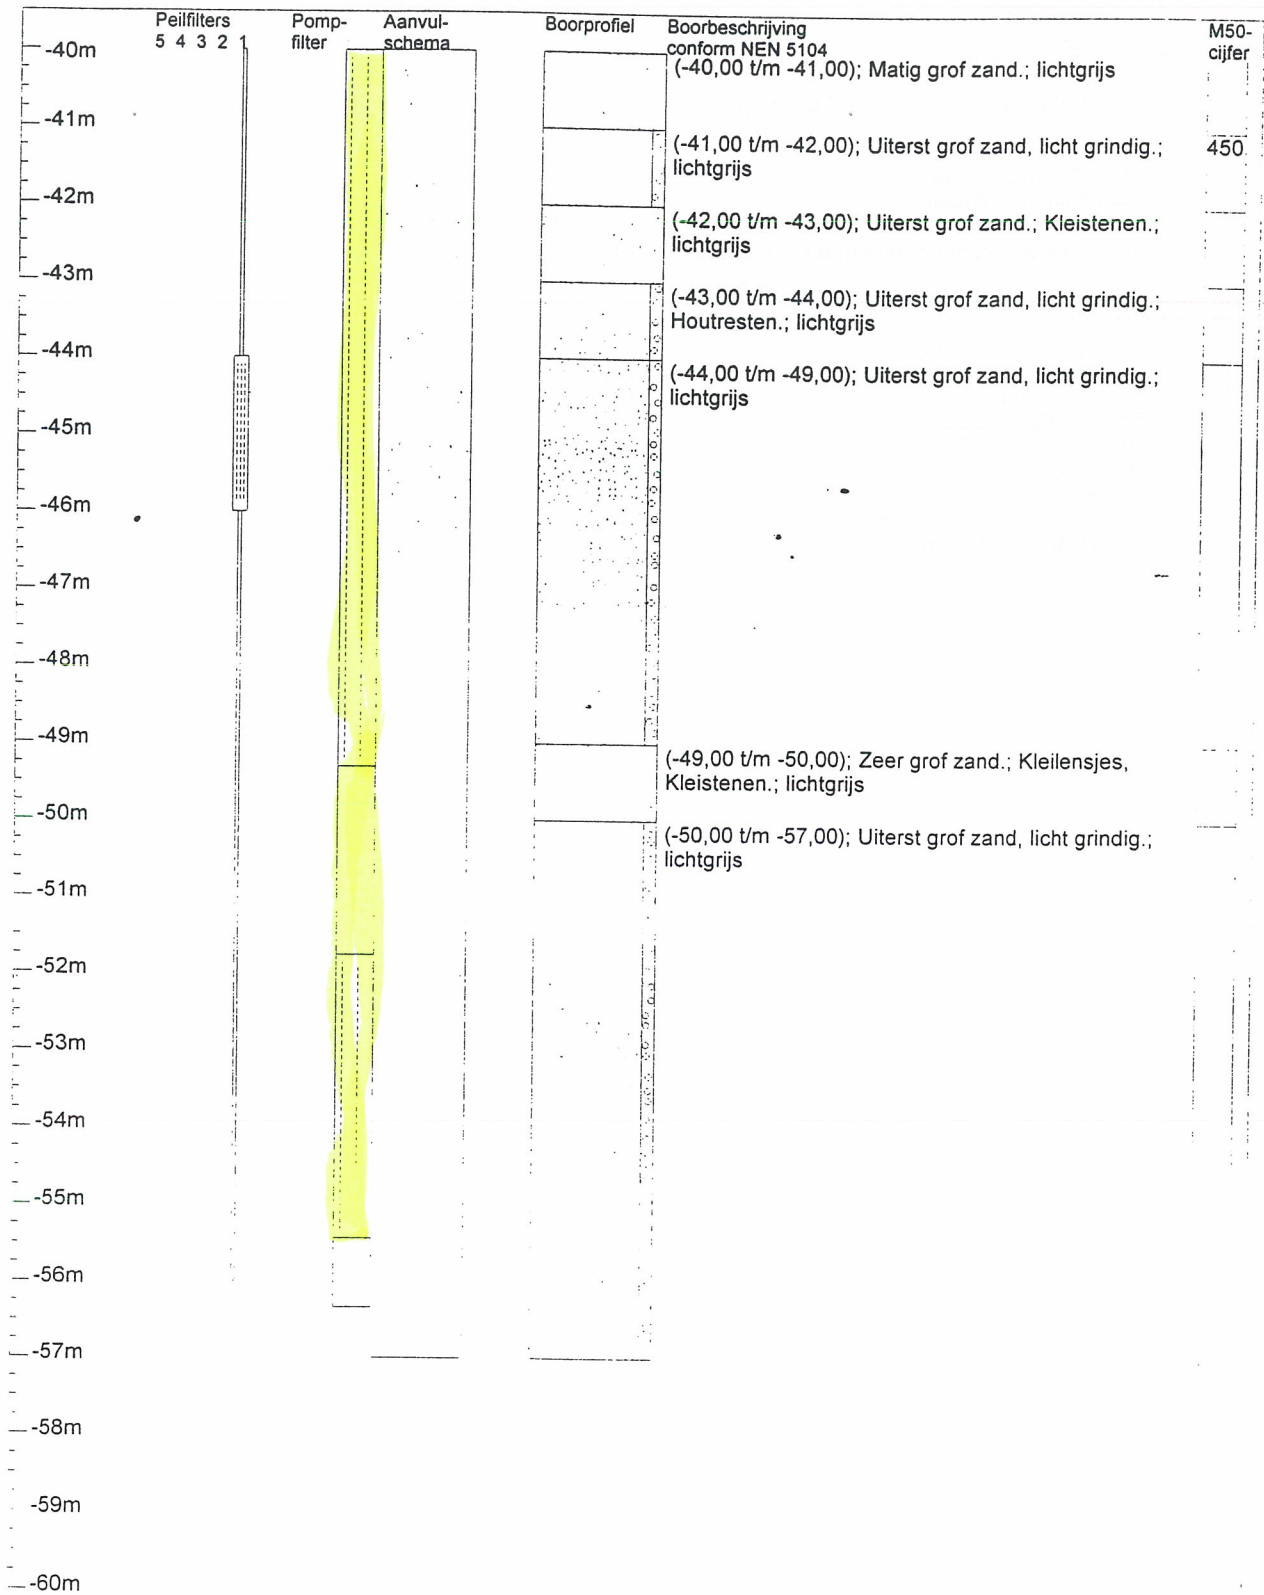 Peilfilters
5 4 3 2 1
Pomp-
filter
Aanvul-
schema
Boorprofiel
Boorbeschrijving
conform NEN 5104
M50-
cijfer
-40m
(-40,00 t/m -41,00); Matig grof zand.; lichtgrijs
-41m
(-41,00 t/m -42,00); Uiterst grof zand, licht grindig.;
lichtgrijs
450
-42m
(-42,00 t/m -43,00); Uiterst grof zand.; Kleistenen.;
lichtgrijs
-43m
(-43,00 t/m -44,00); Uiterst grof zand, licht grindig.;
Houtresten.; lichtgrijs
-44m
(-44,00 t/m -49,00); Uiterst grof zand, licht grindig.;
lichtgrijs
-45m
-46m
-47m
-48m
-49m
(-49,00 t/m -50,00); Zeer grof zand.; Kleilensjes,
Kleistenen.; lichtgrijs
-50m
(-50,00 t/m -57,00); Uiterst grof zand, licht grindig.;
lichtgrijs
-51m
-52m
-53m
-54m
-55m
-56m
-57m
-58m
-59m
-60m